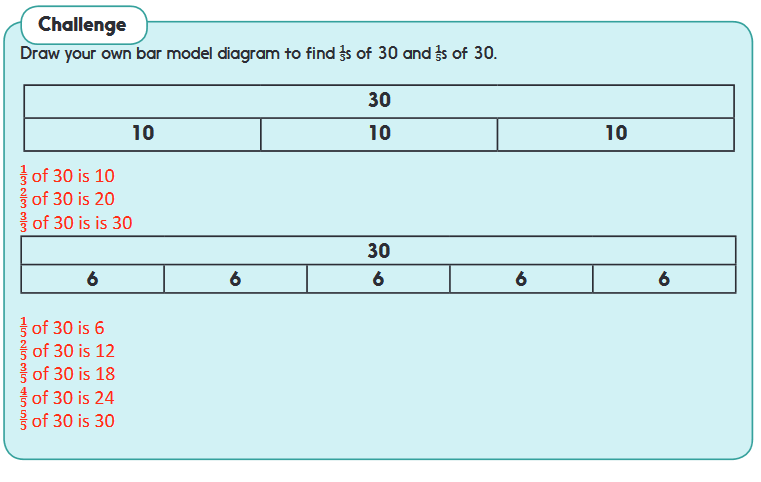 Challenge
Draw your own bar model diagram to find ⅓s of 30 and ⅕s of 30.
30
10 10 10
⅓ of 30 is 10
⅔ of 30 is 20
3/3 of 30 is is 30
30
6 6 6 6 6
⅕ of 30 is 6
⅖ of 30 is 12
⅗ of 30 is 18
⅘ of 30 is 24
5/5 of 30 is 30